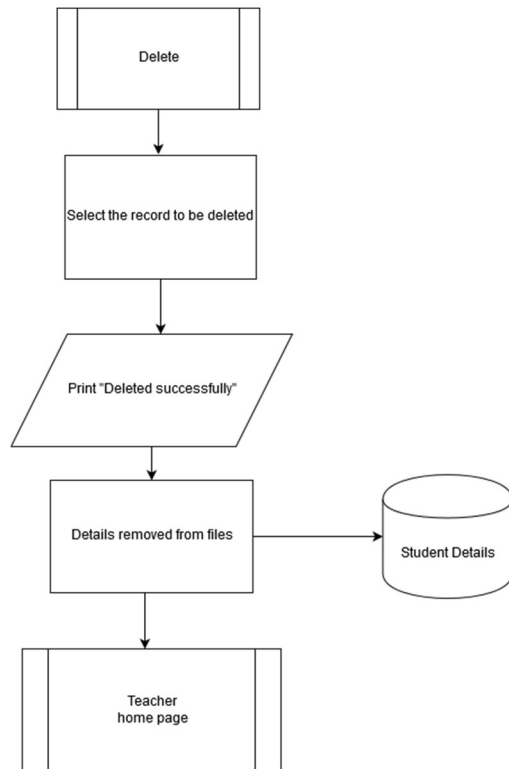 Delete
Select the record to be deleted
Print "Deleted successfully"
Details removed from files
Student Details
Teacher
home page